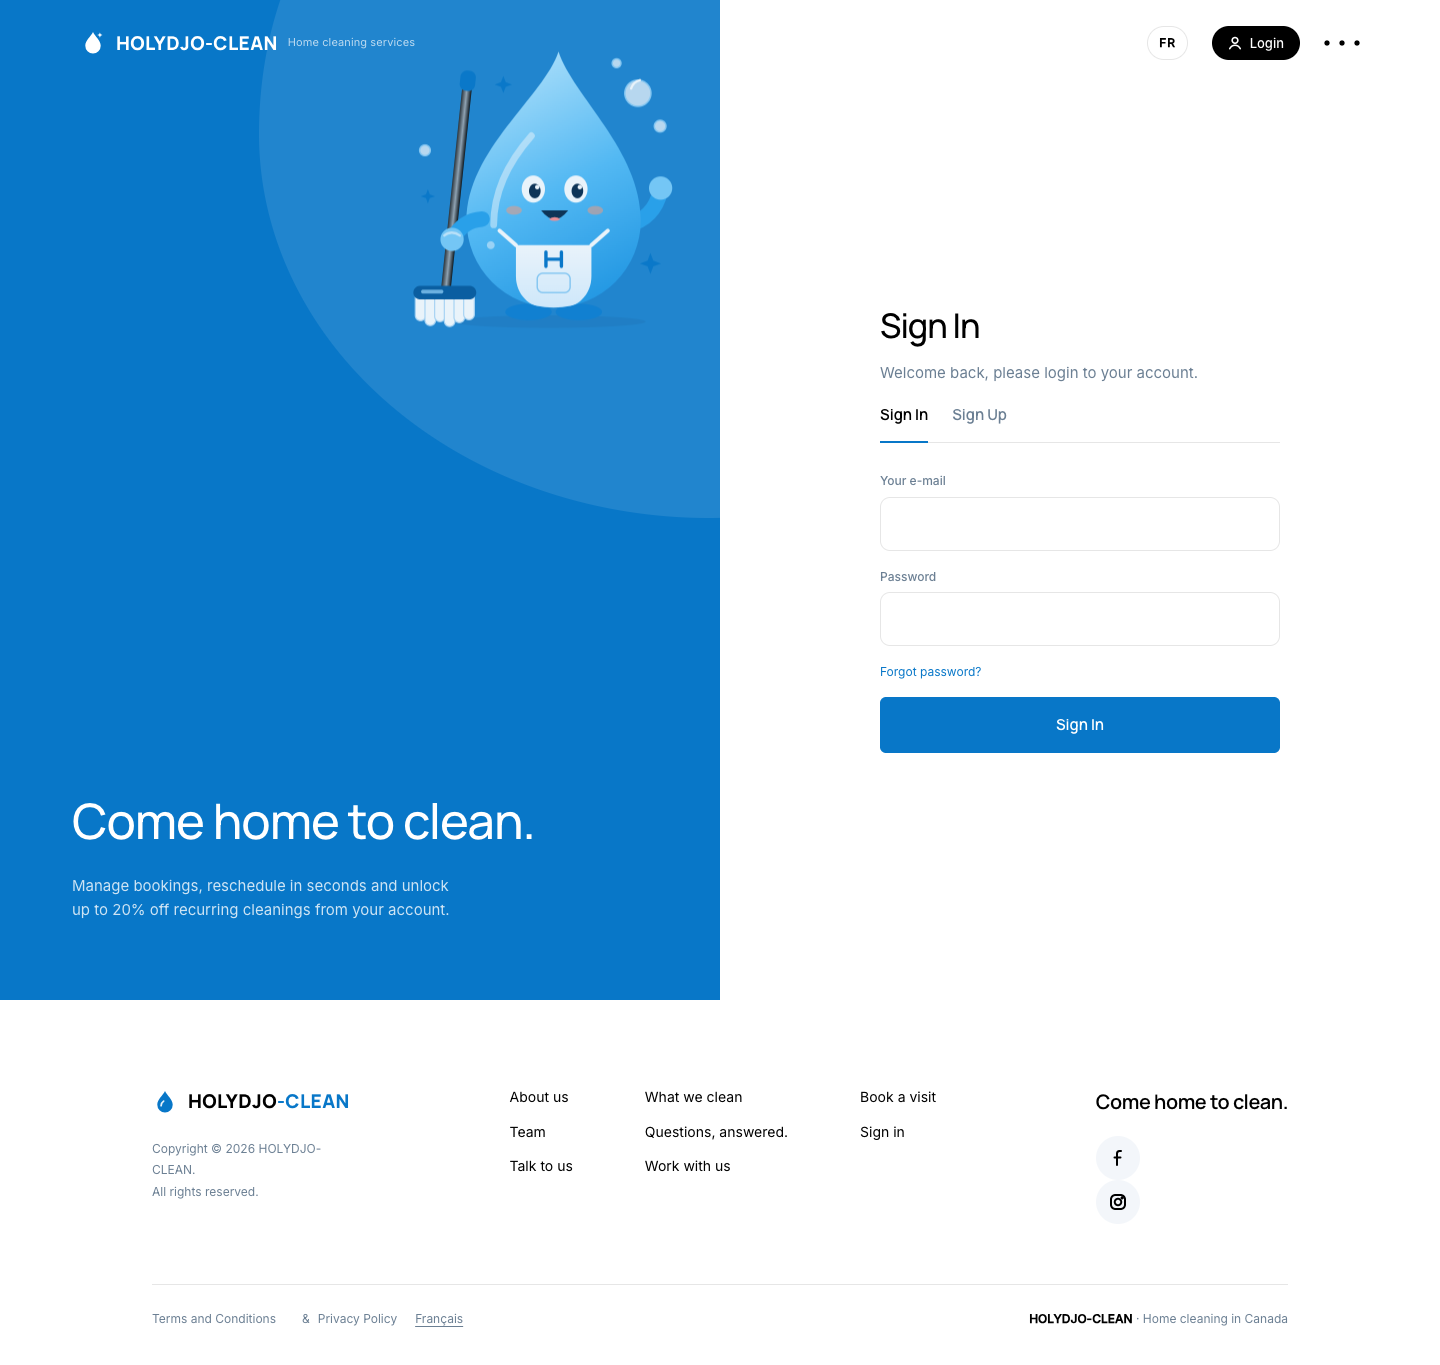 HOLYDJO-CLEAN Home cleaning services
FR
Login
H
Sign In
Welcome back, please login to your account.
Sign In Sign Up
Your e-mail
Password
Forgot password?
Sign In
Come home to clean.
Manage bookings, reschedule in seconds and unlock
up to 20% off recurring cleanings from your account.
HOLYDJO-CLEAN
Copyright © 2026 HOLYDJO-
CLEAN.
All rights reserved.
About us
Team
Talk to us
What we clean
Questions, answered.
Work with us
Book a visit
Sign in
Come home to clean.
Terms and Conditions & Privacy Policy Français
HOLYDJO-CLEAN · Home cleaning in Canada